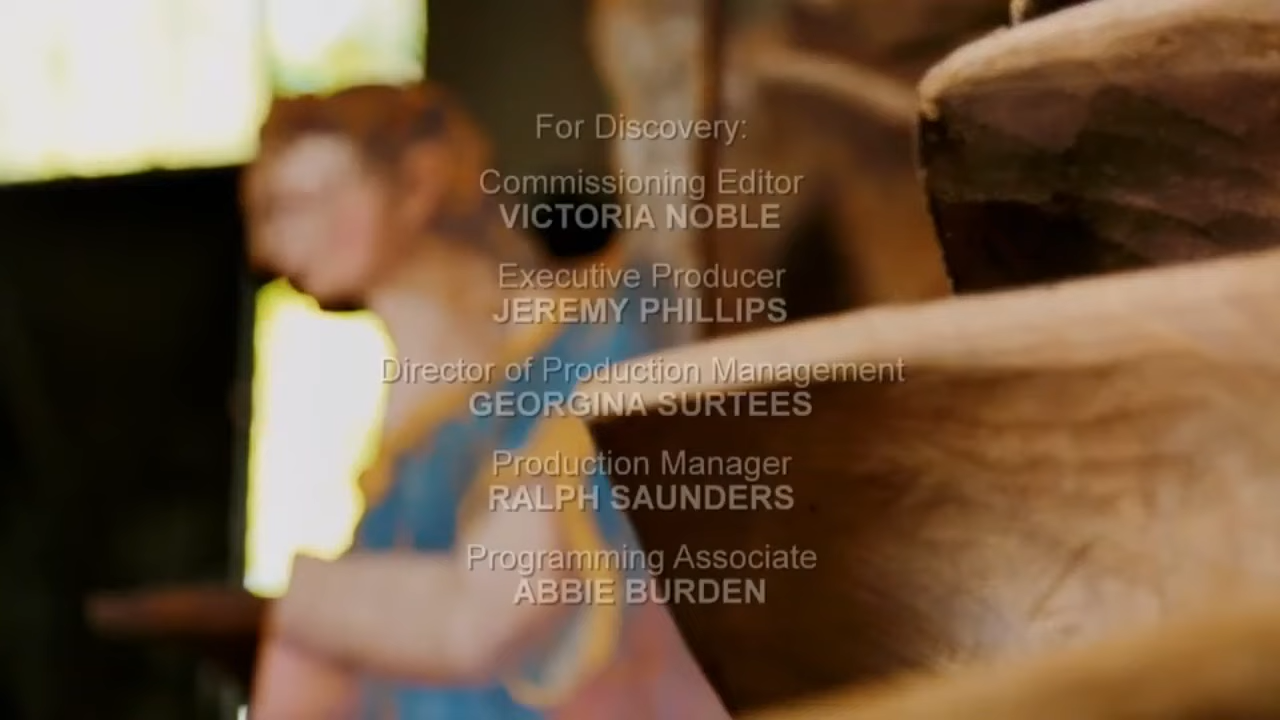 For Discovery:
Commissioning Editor
VICTORIA NOBLE
Executive Producer
JEREMY PHILLIPS
Director of Production Management
GEORGINA SURTEES
Production Manager
RALPH SAUNDERS
Programming Associate
ABBIE BURDEN